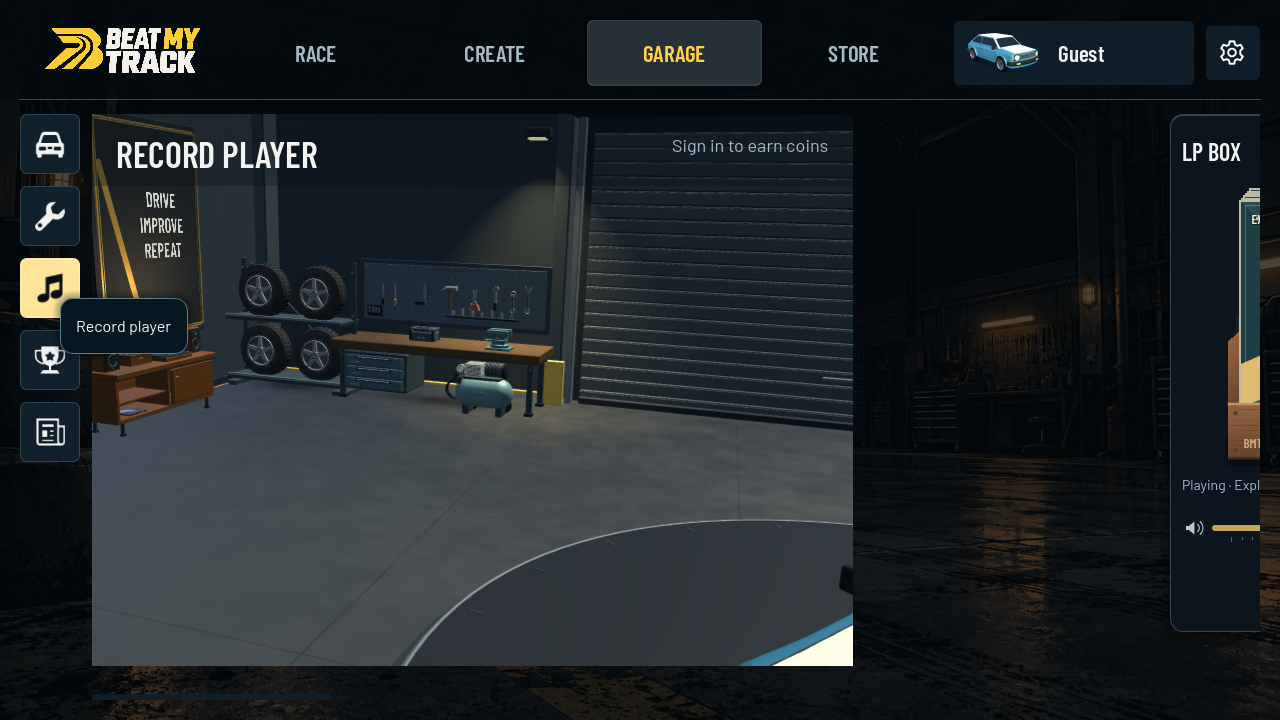 BEAT MY
TRACK
RACE
CREATE
GARAGE
STORE
Guest
RECORD PLAYER
Sign in to earn coins
DRIVE
IMPROVE
REPEAT
Record player
LP BOX
BMT
Playing · Expl